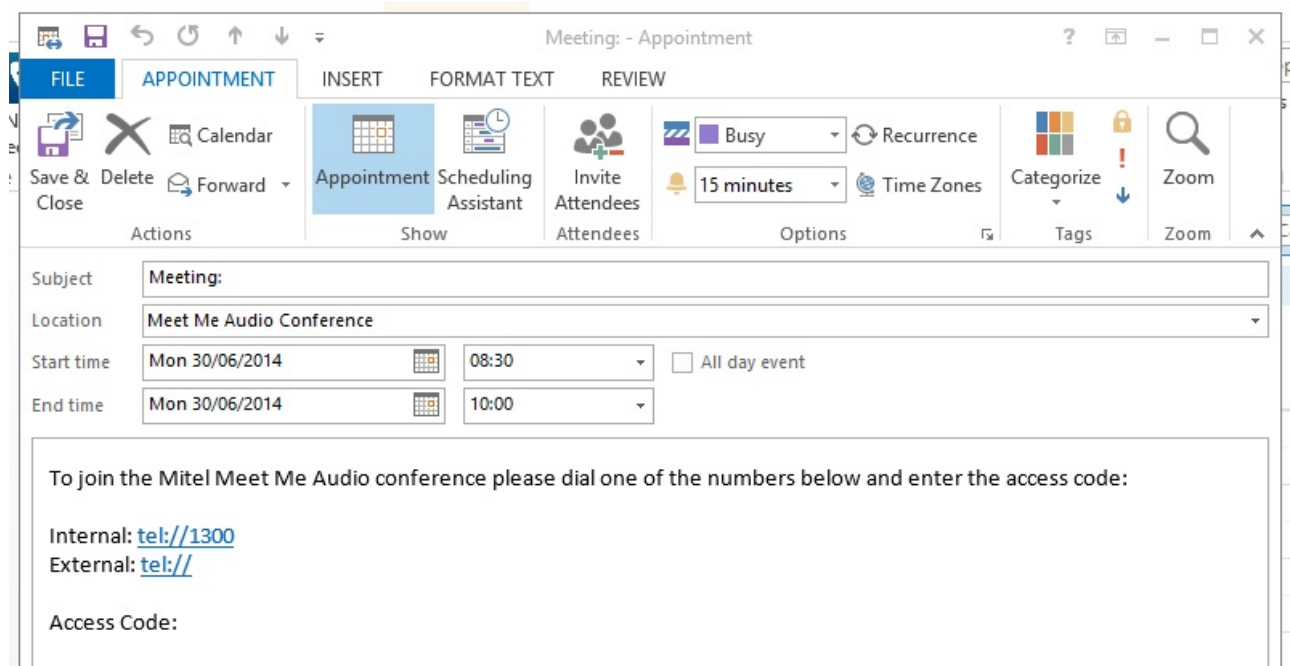 Meeting: - Appointment
?
FILE APPOINTMENT INSERT FORMAT TEXT REVIEW
Save & Close
Delete
Calendar
Forward
Actions
Appointment
Scheduling Assistant
Show
Invite Attendees
Attendees
Busy
Recurrence
15 minutes
Time Zones
Options
Categorize
!
Tags
Zoom
Zoom
Subject Meeting:
Location Meet Me Audio Conference
Start time Mon 30/06/2014 08:30 All day event
End time Mon 30/06/2014 10:00
To join the Mitel Meet Me Audio conference please dial one of the numbers below and enter the access code:
Internal: tel://1300
External: tel://
Access Code: